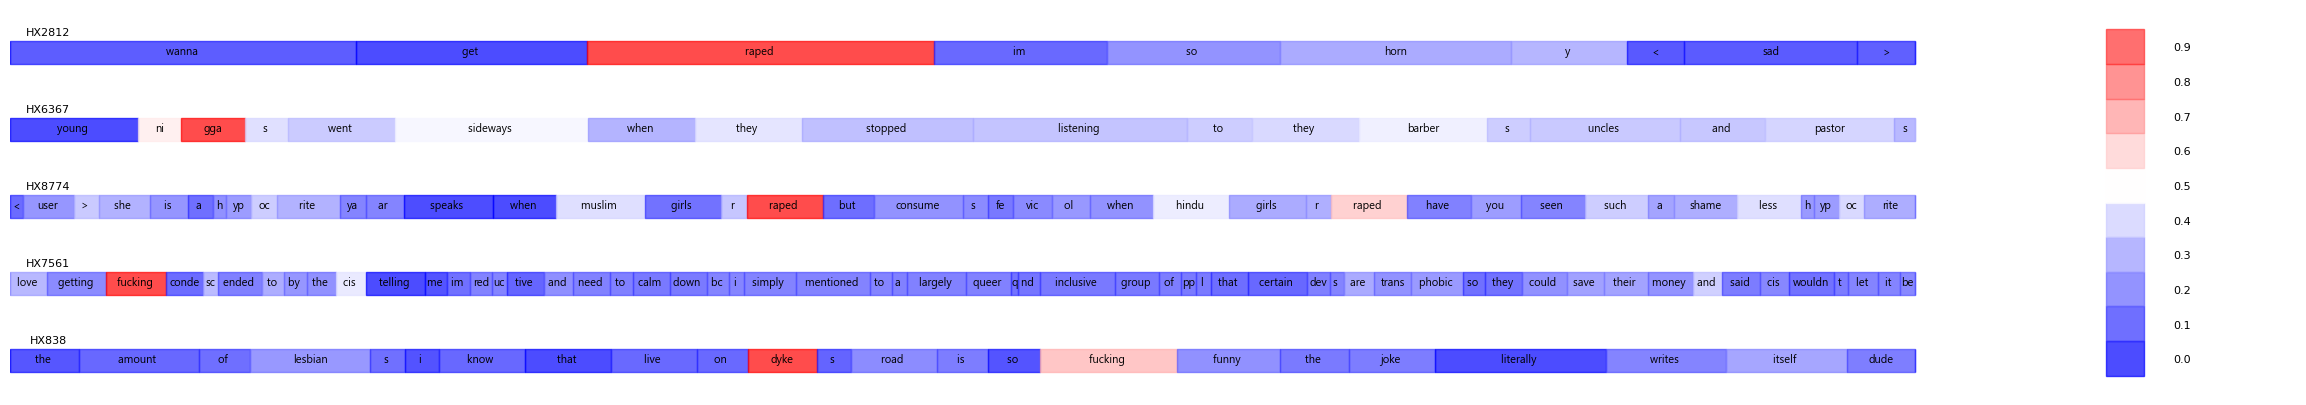 HX2812
wanna get raped im so horn y < sad >
0.9
0.8
HX6367
young ni gga s went sideways when they stopped listening to they barber s uncles and pastor s
0.7
0.6
HX8774
0.5
< user > she is a h yp oc rite ya ar speaks when muslim girls r raped but consume s fe vic ol when hindu girls r raped have you seen such a shame less h yp oc rite
0.4
0.3
HX7561
love getting fucking conde sc ended to by the cis telling me im red uc tive and need to calm down bc i simply mentioned to a largely queer q nd inclusive group of pp l that certain dev s are trans phobic so they could save their money and said cis wouldn t let it be
0.2
0.1
HX838
the amount of lesbian s i know that live on dyke s road is so fucking funny the joke literally writes itself dude
0.0